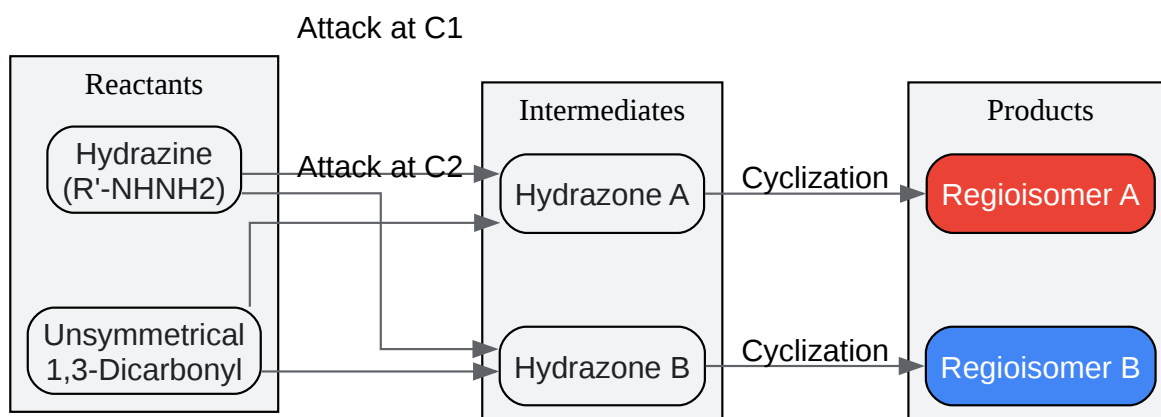 Attack at C1
Reactants
Hydrazine
(R'-NHNH2)
Unsymmetrical
1,3-Dicarbonyl
Attack at C2
Intermediates
Hydrazone A
Hydrazone B
Cyclization
Cyclization
Products
Regioisomer A
Regioisomer B